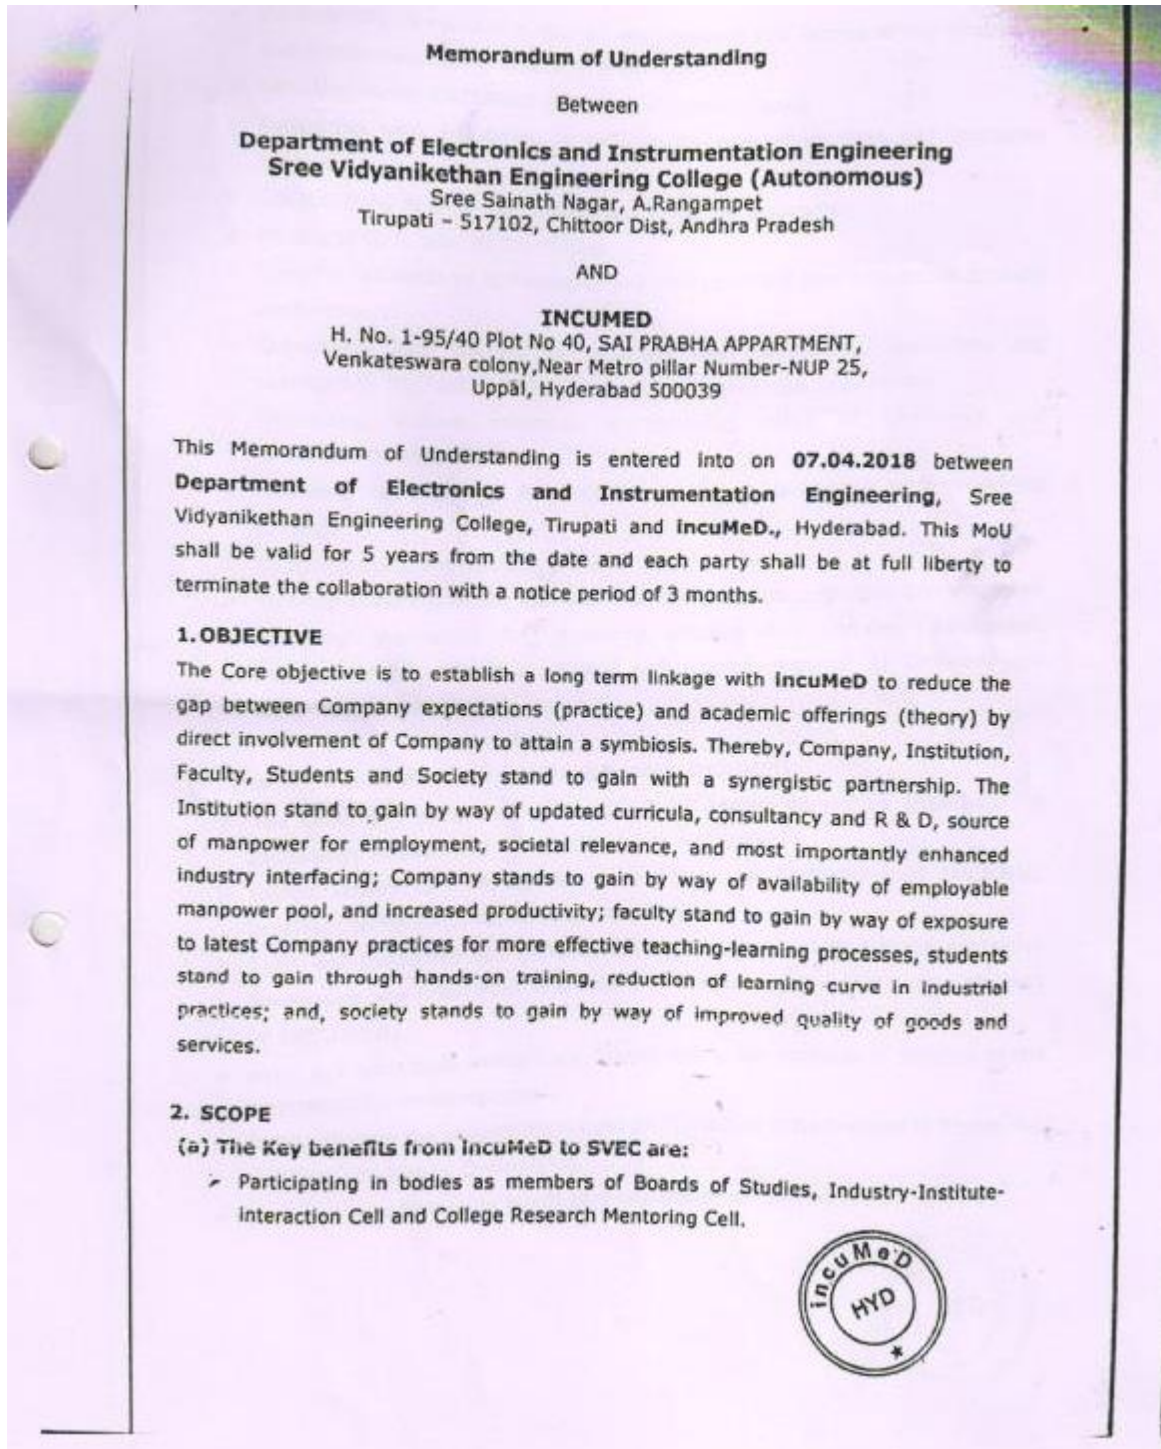 Memorandum of Understanding
Between
Department of Electronics and Instrumentation Engineering
Sree Vidyanikethan Engineering College (Autonomous)
Sree Sainath Nagar, A.Rangampet
Tirupati – 517102, Chittoor Dist, Andhra Pradesh
AND
INCUMED
H. No. 1-95/40 Plot No 40, SAI PRABHA APPARTMENT,
Venkateswara colony,Near Metro pillar Number-NUP 25,
Uppal, Hyderabad 500039
This Memorandum of Understanding is entered into on 07.04.2018 between
Department of Electronics and Instrumentation Engineering, Sree
Vidyanikethan Engineering College, Tirupati and incuMeD., Hyderabad. This MoU
shall be valid for 5 years from the date and each party shall be at full liberty to
terminate the collaboration with a notice period of 3 months.
1.OBJECTIVE
The Core objective is to establish a long term linkage with incuMeD to reduce the
gap between Company expectations (practice) and academic offerings (theory) by
direct involvement of Company to attain a symbiosis. Thereby, Company, Institution,
Faculty, Students and Society stand to gain with a synergistic partnership. The
Institution stand to gain by way of updated curricula, consultancy and R & D, source
of manpower for employment, societal relevance, and most importantly enhanced
industry interfacing; Company stands to gain by way of availability of employable
manpower pool, and increased productivity; faculty stand to gain by way of exposure
to latest Company practices for more effective teaching-learning processes, students
stand to gain through hands-on training, reduction of learning curve in industrial
practices; and, society stands to gain by way of improved quality of goods and
services.
2. SCOPE
(a) The Key benefits from incuMeD to SVEC are:
➢ Participating in bodies as members of Boards of Studies, Industry-Institute-
interaction Cell and College Research Mentoring Cell.
incuMeD
HYD